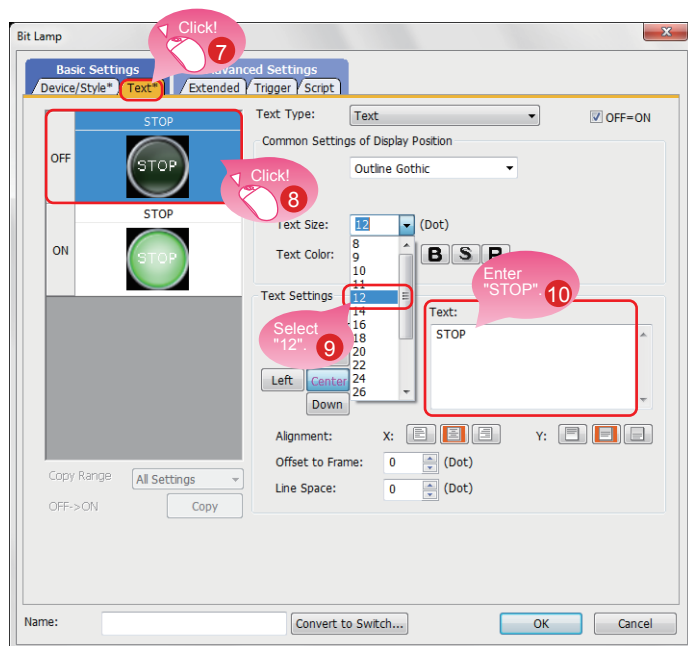 Bit Lamp
Click!
7
Basic Settings
Advanced Settings
Device/Style* Text* Extended Trigger Script
STOP
OFF
STOP
Click!
8
STOP
ON
STOP
Copy Range All Settings
OFF->ON Copy
Text Type: Text OFF=ON
Common Settings of Display Position
Outline Gothic
Text Size: 12 (Dot)
Text Color: B S R
8
9
10
11
12
14
16
18
20
22
24
26
Text Settings
Select
"12". 9
Enter
"STOP". 10
Text:
STOP
Left Center
Down
Alignment: X: Y:
Offset to Frame: 0 (Dot)
Line Space: 0 (Dot)
Name: Convert to Switch... OK Cancel